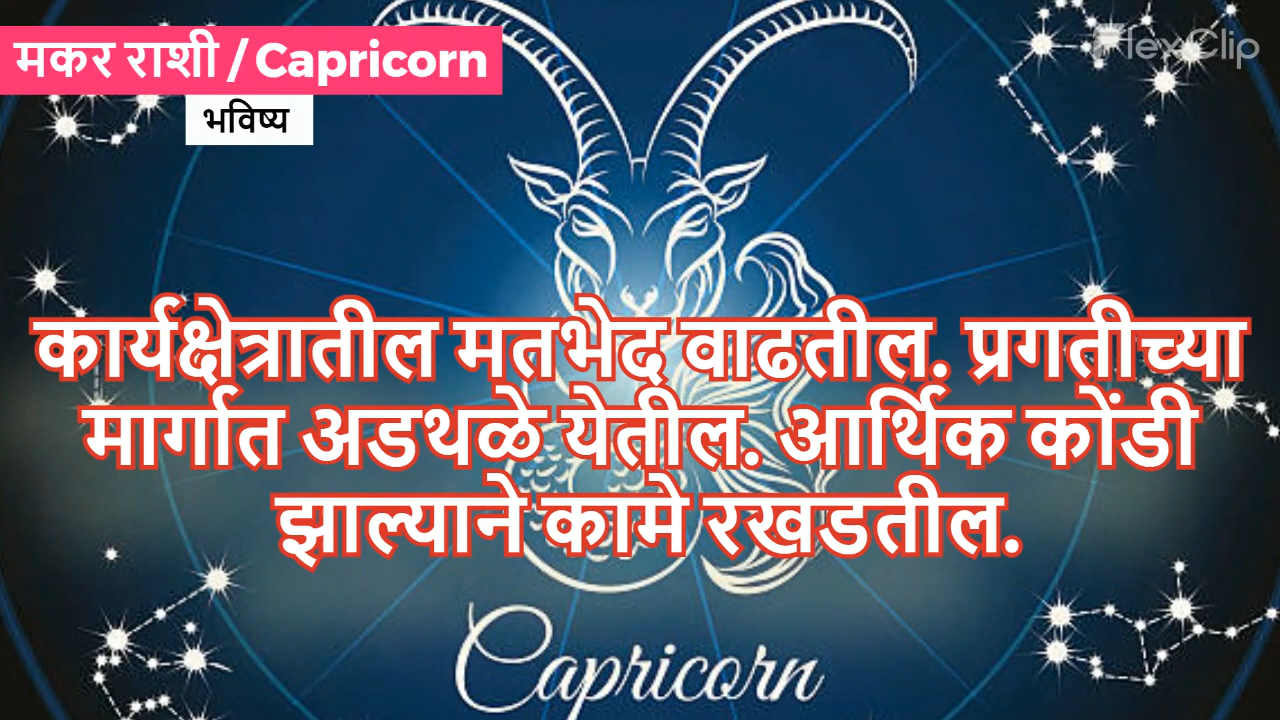 मकर राशी / Capricorn
FlexClip
भविष्य
कार्यक्षेत्रातील मतभेद वाढतील. प्रगतीच्या
मार्गात अडथळे येतील. आर्थिक कोंडी
झाल्याने कामे रखडतील.
Capricorn